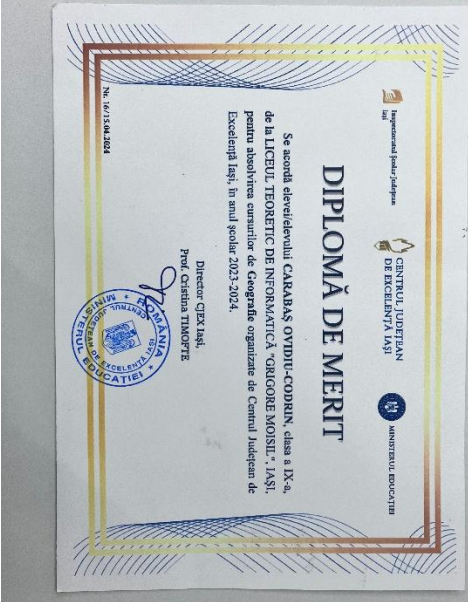 Inspectoratul Școlar Județean
Iași
CENTRUL JUDEȚEAN
DE EXCELENȚĂ IAȘI
MINISTERUL EDUCAȚIEI
DIPLOMĂ DE MERIT
Se acordă elevei/elevului CARABAȘ OVIDIU-CODRIN, clasa a IX-a,
de la LICEUL TEORETIC DE INFORMATICĂ "GRIGORE MOISIL", IAȘI,
pentru absolvirea cursurilor de Geografie organizate de Centrul Județean de
Excelență Iași, în anul școlar 2023-2024.
Director CJEX Iași,
Prof. Cristina TIMOFTE
ROMÂNIA
MINISTERUL EDUCAȚIEI
CENTRUL JUDEȚEAN DE EXCELENȚĂ IAȘI
Nr. 16/15.04.2024